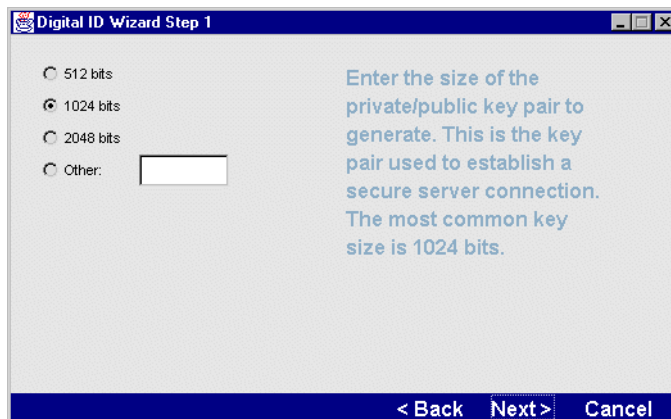 Digital ID Wizard Step 1
512 bits
1024 bits
2048 bits
Other:
Enter the size of the
private/public key pair to
generate. This is the key
pair used to establish a
secure server connection.
The most common key
size is 1024 bits.
< Back Next > Cancel